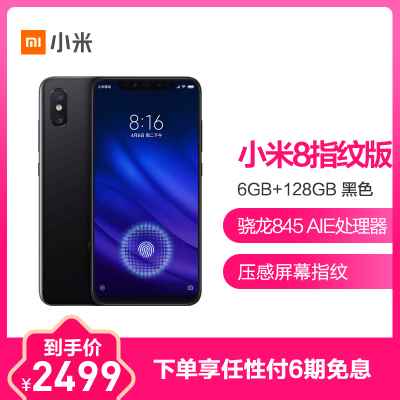 mi 小米
小米8指纹版
6GB+128GB 黑色
骁龙845 AIE处理器
压感屏幕指纹
8:16
到手价
¥2499
下单享任性付6期免息